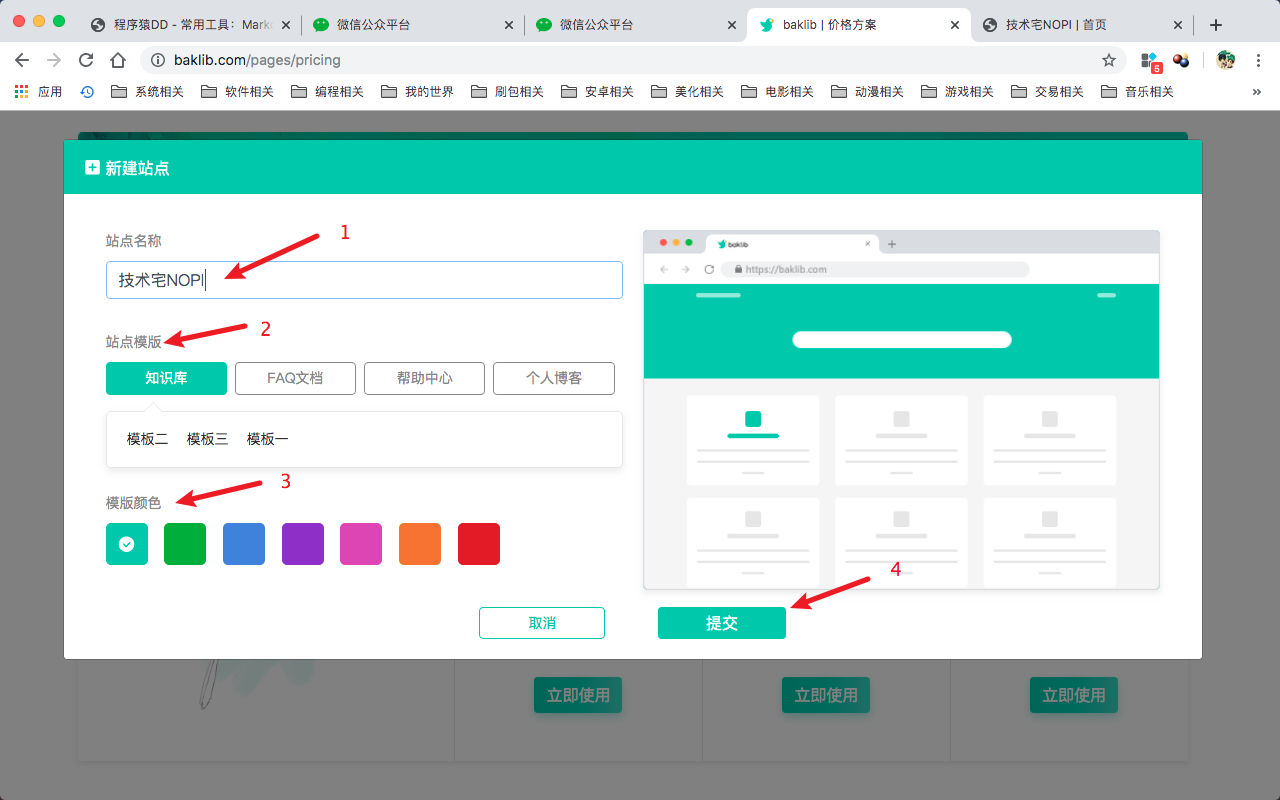 程序猿DD - 常用工具：Mark
微信公众平台
微信公众平台
baklib | 价格方案
技术宅NOPI | 首页
baklib.com/pages/pricing
5
应用
系统相关
软件相关
编程相关
我的世界
刷包相关
安卓相关
美化相关
电影相关
动漫相关
游戏相关
交易相关
音乐相关
»
新建站点
站点名称
1
技术宅NOPI
站点模版
2
知识库
FAQ文档
帮助中心
个人博客
模板二 模板三 模板一
模版颜色
3
baklib
https://baklib.com
4
取消
提交
立即使用
立即使用
立即使用